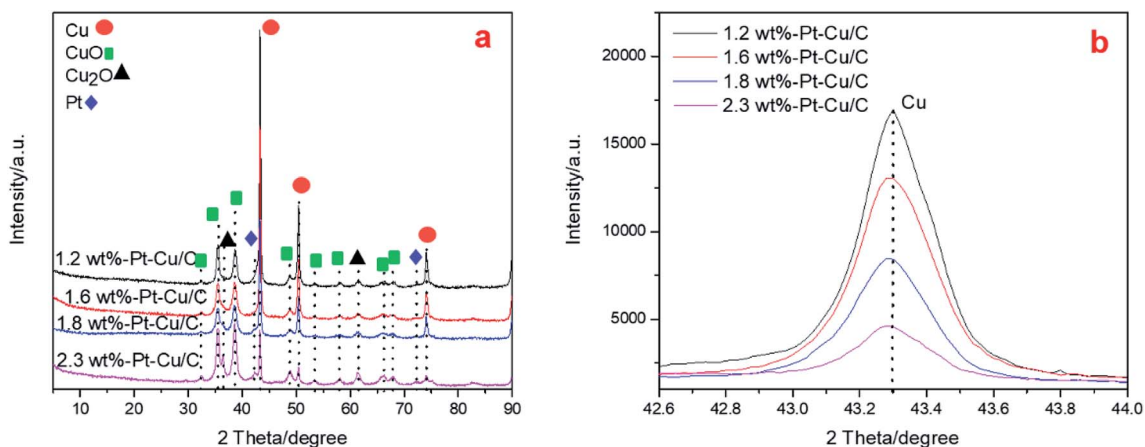 Cu
CuO
Cu2O
Pt
a
1.2 wt%-Pt-Cu/C
1.6 wt%-Pt-Cu/C
1.8 wt%-Pt-Cu/C
2.3 wt%-Pt-Cu/C
Intensity/a.u.
10 20 30 40 50 60 70 80 90
2 Theta/degree
b
1.2 wt%-Pt-Cu/C
1.6 wt%-Pt-Cu/C
1.8 wt%-Pt-Cu/C
2.3 wt%-Pt-Cu/C
Cu
20000
15000
10000
5000
Intensity/a.u.
42.6 42.8 43.0 43.2 43.4 43.6 43.8 44.0
2 Theta/degree